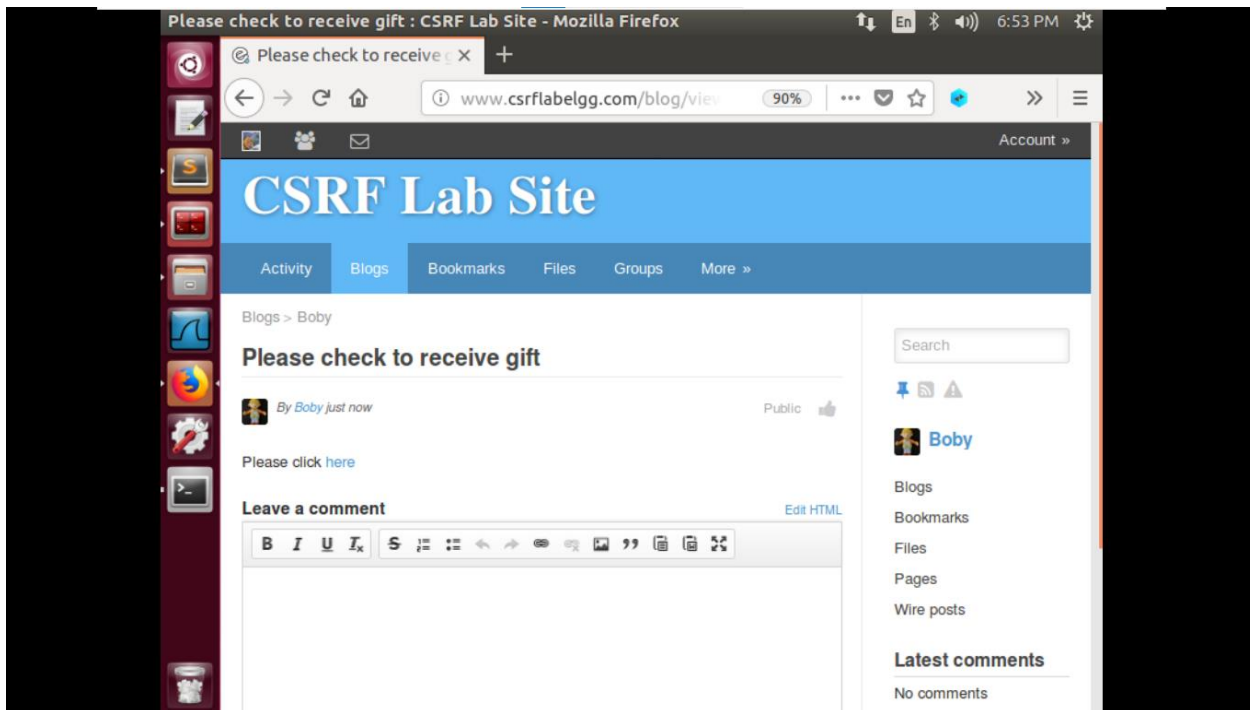 Please check to receive gift : CSRF Lab Site - Mozilla Firefox
En
6:53 PM
Please check to receive g
www.csrflabelgg.com/blog/view
90%
Account »
CSRF Lab Site
Activity Blogs Bookmarks Files Groups More »
Blogs > Boby
Please check to receive gift
By Boby just now
Public
Please click here
Leave a comment
Edit HTML
B I U Tx S
Search
Boby
Blogs
Bookmarks
Files
Pages
Wire posts
Latest comments
No comments